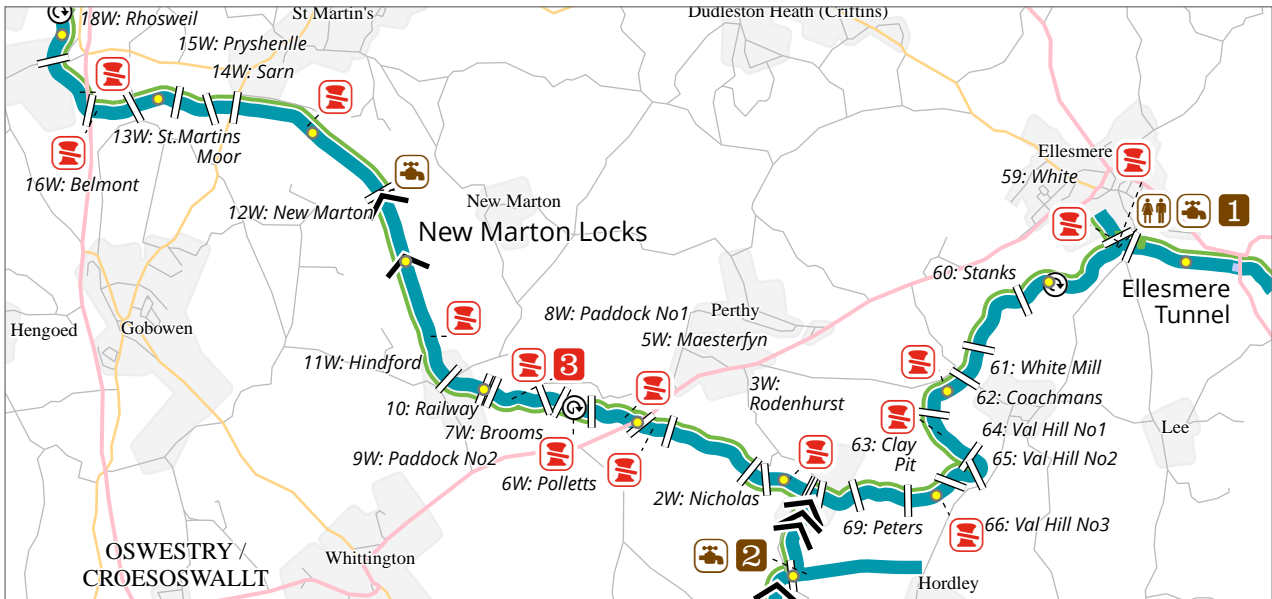 18W: Rhosweil
St Martin's
Dudleston Heath (Criftins)
15W: Pryshenlle
14W: Sarn
13W: St.Martins
Moor
16W: Belmont
Ellesmere
59: White
12W: New Marton
New Marton
New Marton Locks
1
60: Stanks
Ellesmere
Tunnel
Hengoed
Gobowen
8W: Paddock No1
Perthy
5W: Maesterfyn
11W: Hindford
3
3W:
Rodenhurst
61: White Mill
62: Coachmans
10: Railway
7W: Brooms
9W: Paddock No2
6W: Polletts
63: Clay
Pit
64: Val Hill No1
65: Val Hill No2
Lee
2W: Nicholas
69: Peters
66: Val Hill No3
OSWESTRY /
CROESOSWALLT
Whittington
2
Hordley